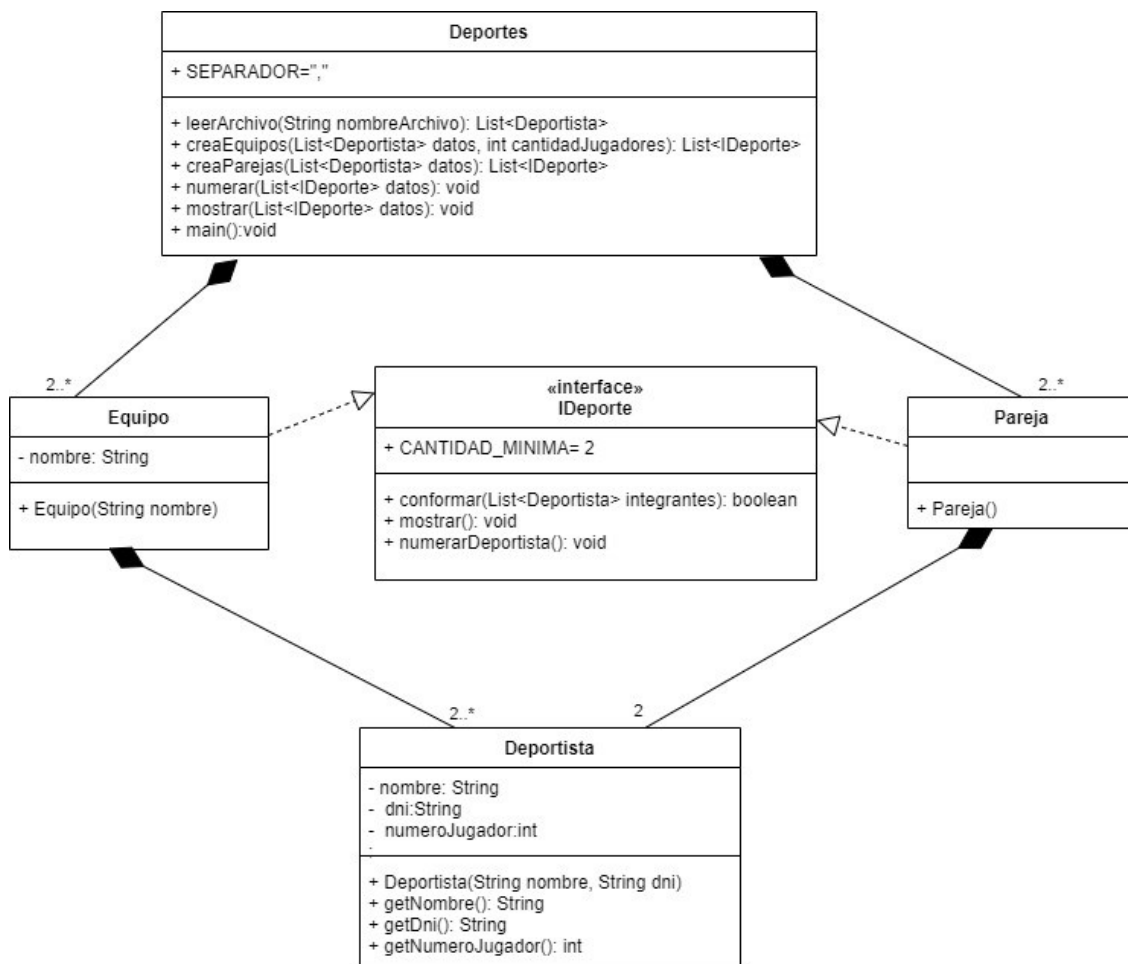 Deportes
+ SEPARADOR=","
+ leerArchivo(String nombreArchivo): List<Deportista>
+ creaEquipos(List<Deportista> datos, int cantidadJugadores): List<IDeporte>
+ creaParejas(List<Deportista> datos): List<IDeporte>
+ numerar(List<IDeporte> datos): void
+ mostrar(List<IDeporte> datos): void
+ main():void
2..*
2..*
Equipo
- nombre: String
+ Equipo(String nombre)
«interface»
IDeporte
+ CANTIDAD_MINIMA= 2
+ conformar(List<Deportista> integrantes): boolean
+ mostrar(): void
+ numerarDeportista(): void
Pareja
+ Pareja()
2..*
2
Deportista
- nombre: String
- dni:String
- numeroJugador:int
:
+ Deportista(String nombre, String dni)
+ getNombre(): String
+ getDni(): String
+ getNumeroJugador(): int